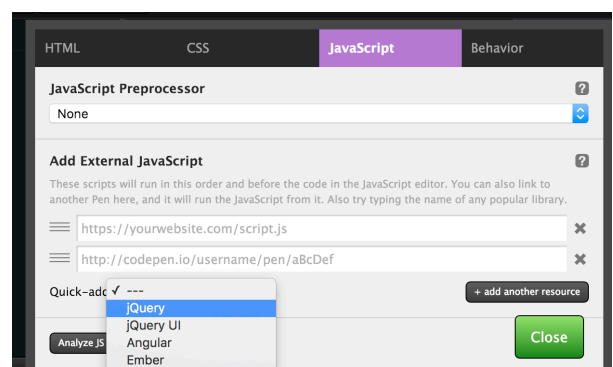 HTML CSS JavaScript Behavior
JavaScript Preprocessor ?
None
Add External JavaScript ?
These scripts will run in this order and before the code in the JavaScript editor. You can also link to
another Pen here, and it will run the JavaScript from it. Also try typing the name of any popular library.
https://yourwebsite.com/script.js
http://codepen.io/username/pen/aBcDef
Quick-add ✓ --- + add another resource
jQuery
jQuery UI
Analyze JS Angular Close
Ember